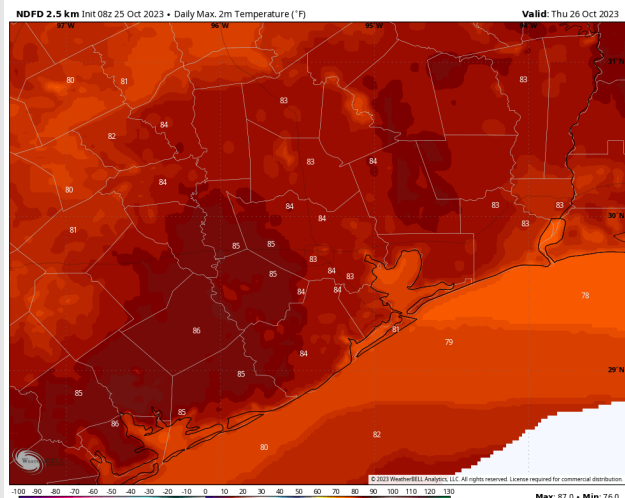 NDFD 2.5 km Init 08z 25 Oct 2023 • Daily Max. 2m Temperature (°F)
Valid: Thu 26 Oct 2023
97°W 96°W 95°W 94°W
31°N
80 81 83
83
84
82
83 84
80 84
84 83 83
84 83
30°N
81
85 85
83
85 84 83
84 84
78
86 81
79
84
29°N
85
85
85
86
82
80
© 2023 WeatherBELL Analytics, LLC. All rights reserved. License required for commercial distribution.
-100 -90 -80 -70 -60 -50 -40 -30 -20 -10 0 10 20 30 40 50 60 70 80 90 100 110 120 130
Max: 87.0 • Min: 76.0